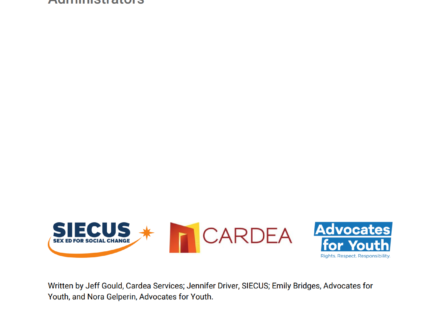 Administrators
SIECUS
SEX ED FOR SOCIAL CHANGE
CARDEA
Advocates
for Youth
Rights. Respect. Responsibility.
Written by Jeff Gould, Cardea Services; Jennifer Driver, SIECUS; Emily Bridges, Advocates for
Youth, and Nora Gelperin, Advocates for Youth.